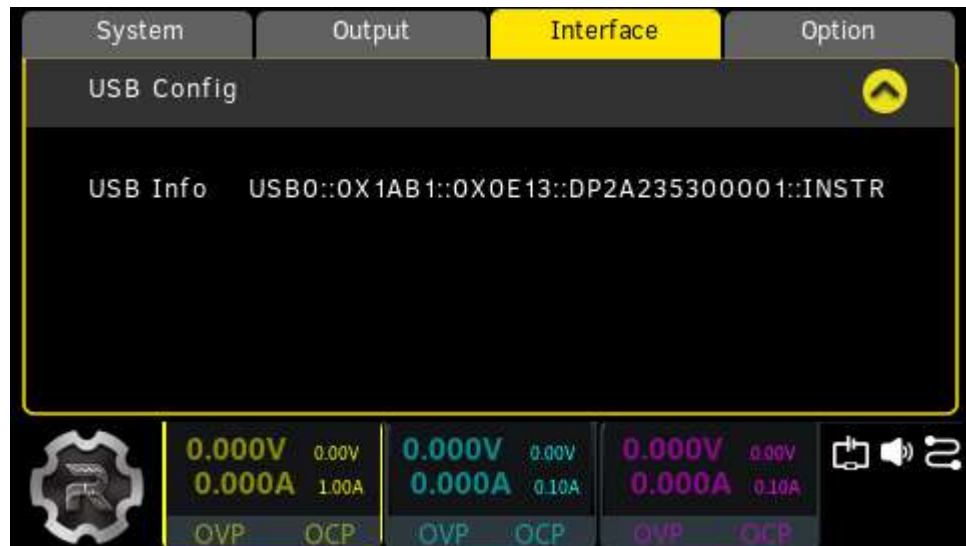 System Output Interface Option
USB Config
USB Info USB0::0X1AB1::0X0E13::DP2A235300001::INSTR
0.000V 0.00V 0.000V 0.00V 0.000V 0.00V
0.000A 1.00A 0.000A 0.10A 0.000A 0.10A
OVP OCP OVP OCP OVP OCP